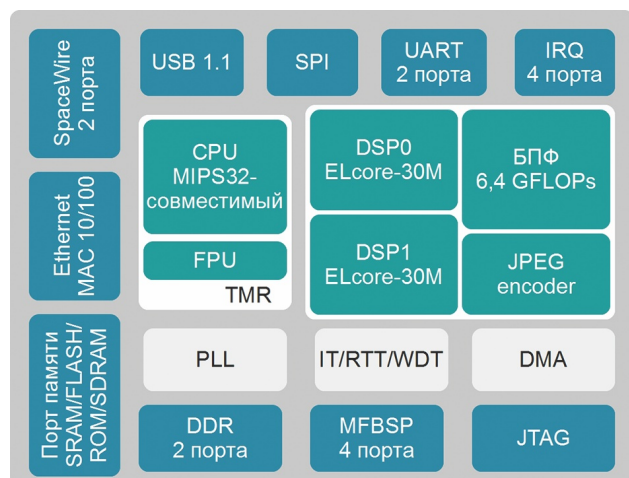 SpaceWire
2 порта
USB 1.1
SPI
UART
2 порта
IRQ
4 порта
Ethernet
MAC 10/100
CPU
MIPS32-
совместимый
FPU
TMR
DSP0
ELcore-30M
DSP1
ELcore-30M
БПФ
6,4 GFLOPs
JPEG
encoder
Порт памяти
SRAM/FLASH/
ROM/SDRAM
PLL
IT/RTT/WDT
DMA
DDR
2 порта
MFBSP
4 порта
JTAG